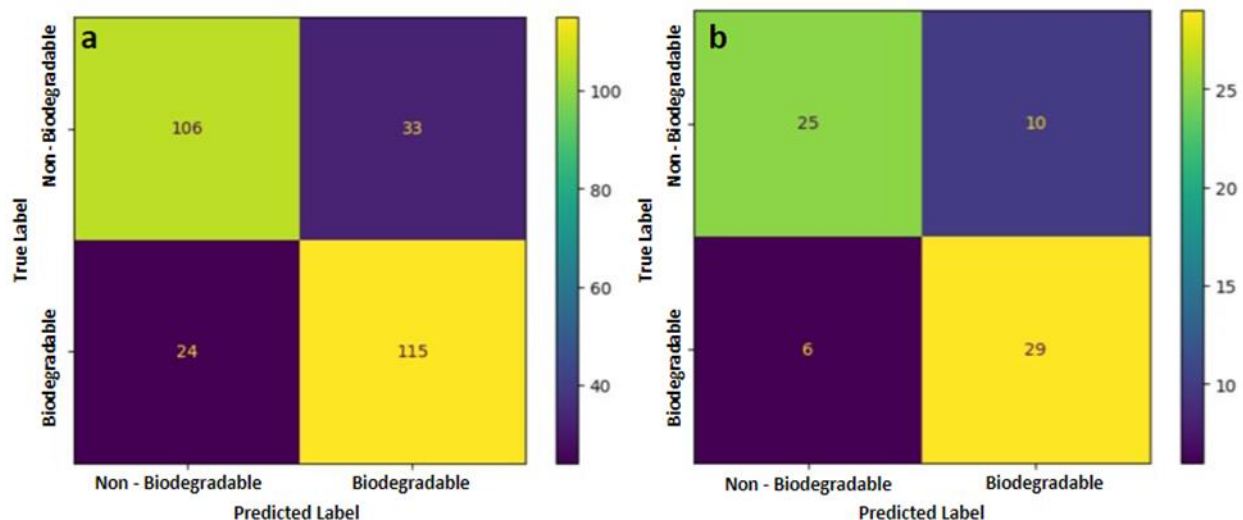 a
Non - Biodegradable
Biodegradable
True Label
106
33
24
115
Non - Biodegradable
Biodegradable
Predicted Label
100
80
60
40
b
Non - Biodegradable
Biodegradable
True Label
25
10
6
29
Non - Biodegradable
Biodegradable
Predicted Label
25
20
15
10